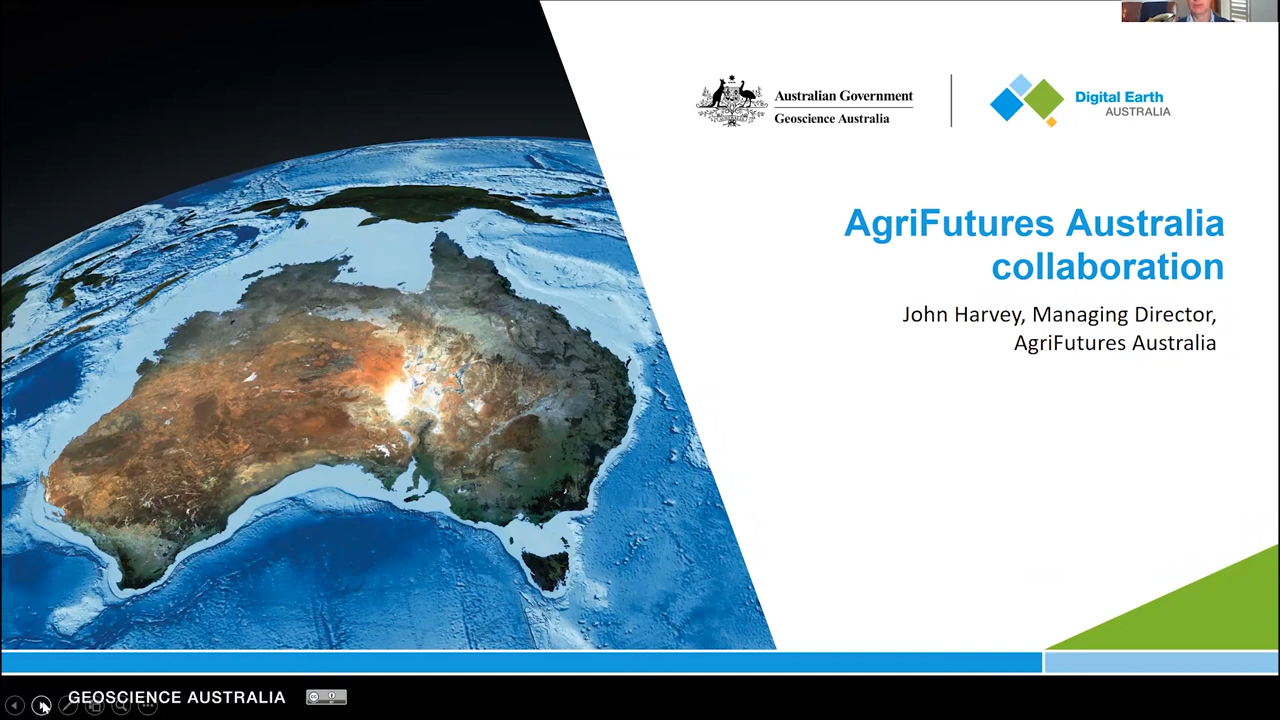 Australian Government
Geoscience Australia
Digital Earth
AUSTRALIA
AgriFutures Australia
collaboration
John Harvey, Managing Director,
AgriFutures Australia
GEOSCIENCE AUSTRALIA